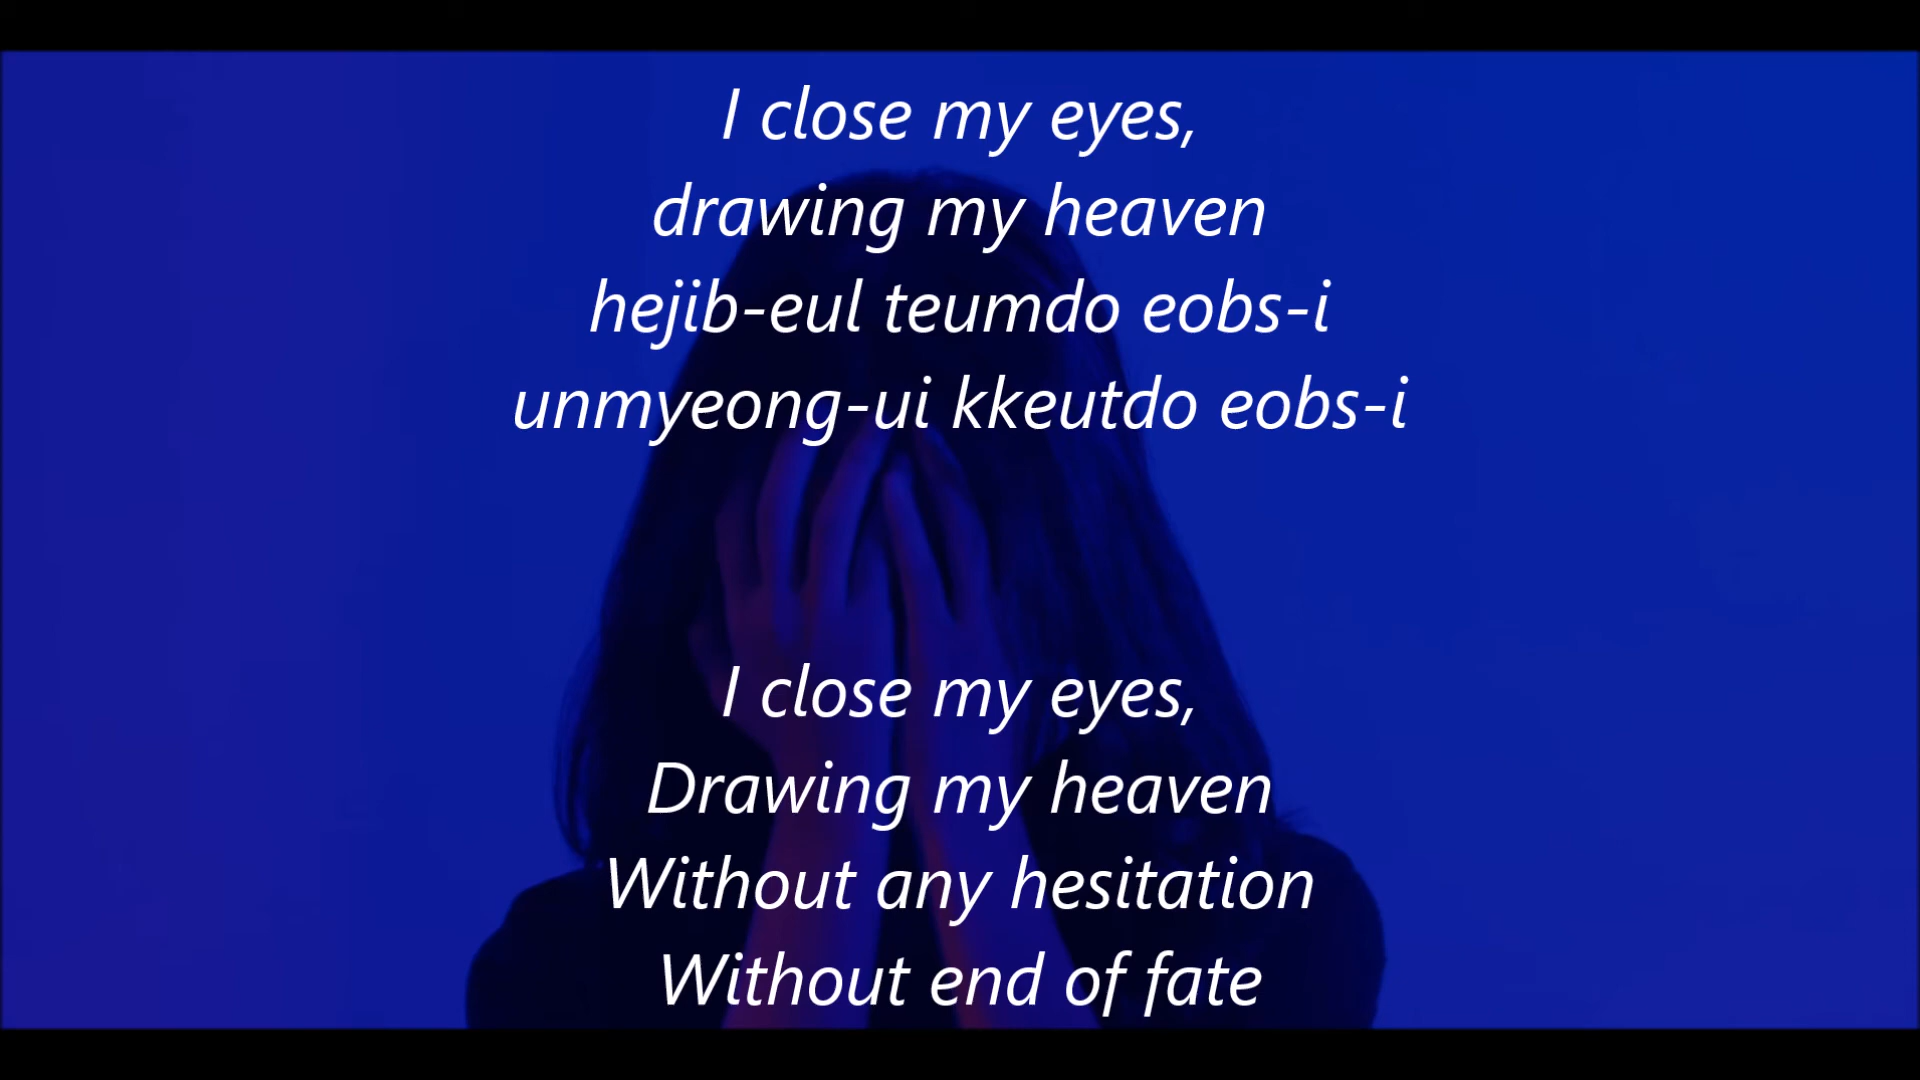 I close my eyes,
drawing my heaven
hejib-eul teumdo eobs-i
unmyeong-ui kkeutdo eobs-i
I close my eyes,
Drawing my heaven
Without any hesitation
Without end of fate